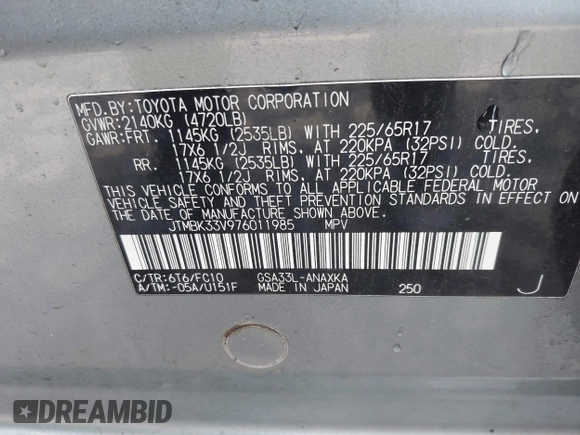 MFD.BY:TOYOTA MOTOR CORPORATION
GVWR:2140KG (4720LB)
GAWR:FRT. 1145KG (2535LB) WITH 225/65R17 TIRES,
17X6 1/2J RIMS, AT 220KPA (32PSI) COLD.
RR. 1145KG (2535LB) WITH 225/65R17 TIRES,
17X6 1/2J RIMS, AT 220KPA (32PSI) COLD.
THIS VEHICLE CONFORMS TO ALL APPLICABLE FEDERAL MOTOR
VEHICLE SAFETY AND THEFT PREVENTION STANDARDS IN EFFECT ON
THE DATE OF MANUFACTURE SHOWN ABOVE.
JTMBK33V976011985 MPV
C/TR:6T6/FC10 GSA33L-ANAXKA
A/TM:-05A/U151F MADE IN JAPAN 250 J
DREAMBID